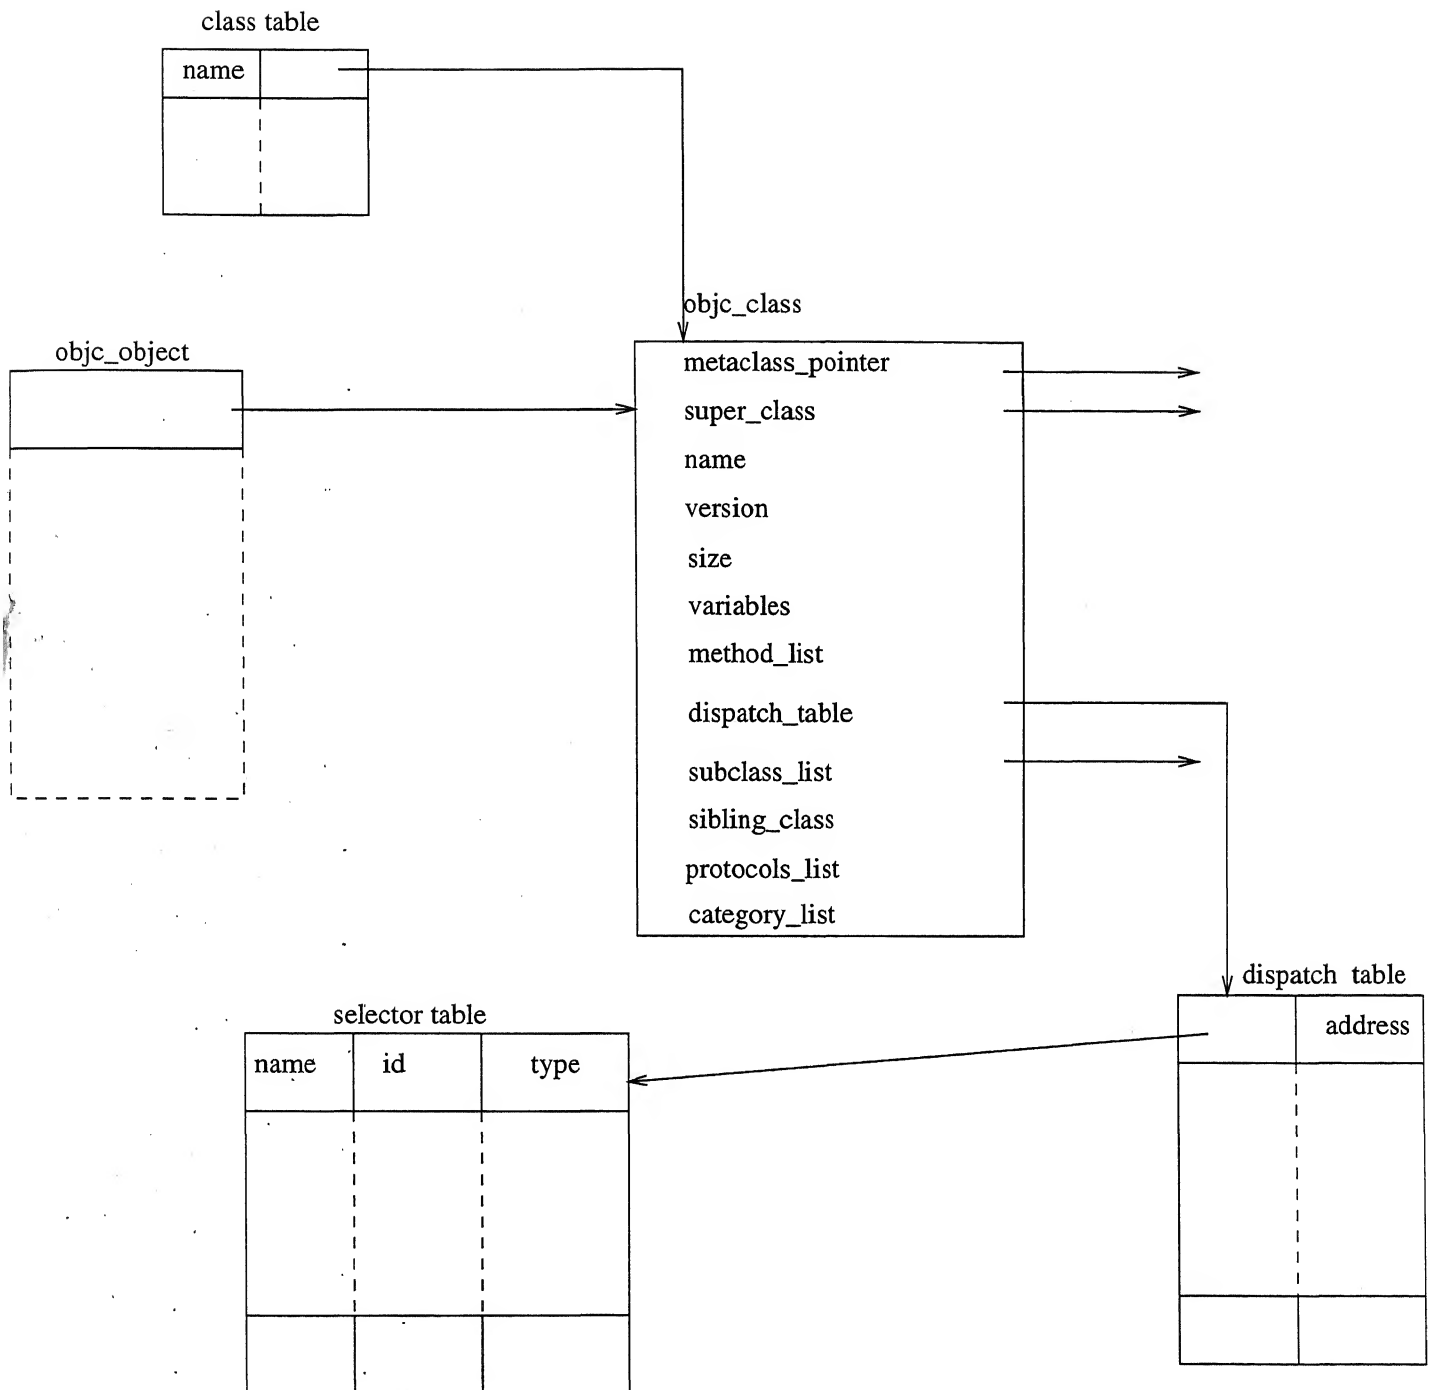 class table
name
objc_class
objc_object
metaclass_pointer
super_class
name
version
size
variables
method_list
dispatch_table
subclass_list
sibling_class
protocols_list
category_list
dispatch table
address
selector table
name id type